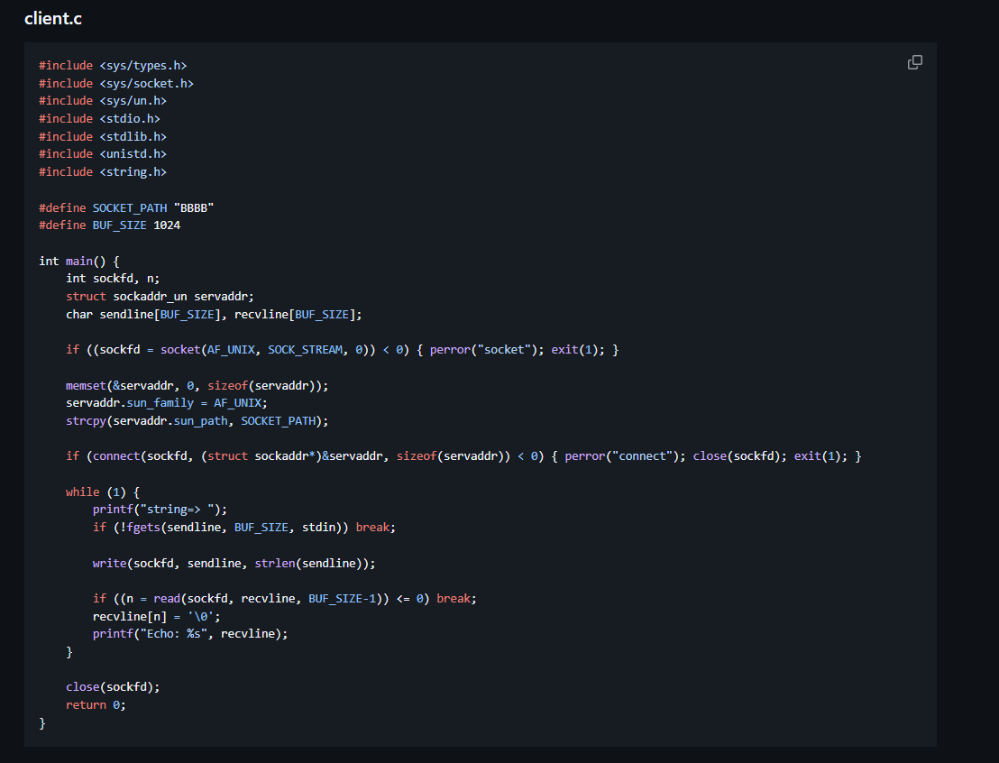 client.c
#include <sys/types.h>
#include <sys/socket.h>
#include <sys/un.h>
#include <stdio.h>
#include <stdlib.h>
#include <unistd.h>
#include <string.h>

#define SOCKET_PATH "BBBB"
#define BUF_SIZE 1024

int main() {
    int sockfd, n;
    struct sockaddr_un servaddr;
    char sendline[BUF_SIZE], recvline[BUF_SIZE];

    if ((sockfd = socket(AF_UNIX, SOCK_STREAM, 0)) < 0) { perror("socket"); exit(1); }

    memset(&servaddr, 0, sizeof(servaddr));
    servaddr.sun_family = AF_UNIX;
    strcpy(servaddr.sun_path, SOCKET_PATH);

    if (connect(sockfd, (struct sockaddr*)&servaddr, sizeof(servaddr)) < 0) { perror("connect"); close(sockfd); exit(1); }

    while (1) {
        printf("string=> ");
        if (!fgets(sendline, BUF_SIZE, stdin)) break;

        write(sockfd, sendline, strlen(sendline));

        if ((n = read(sockfd, recvline, BUF_SIZE-1)) <= 0) break;
        recvline[n] = '\0';
        printf("Echo: %s", recvline);
    }

    close(sockfd);
    return 0;
}